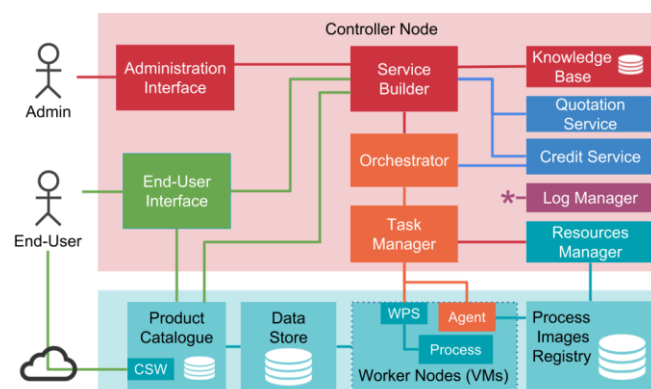 Controller Node
Administration
Interface
Service
Builder
Knowledge
Base
Admin
Quotation
Service
Orchestrator
Credit Service
End-User
Interface
*
Log Manager
End-User
Task
Manager
Resources
Manager
Product
Catalogue
CSW
Data
Store
WPS
Agent
Process
Worker Nodes (VMs)
Process
Images
Registry